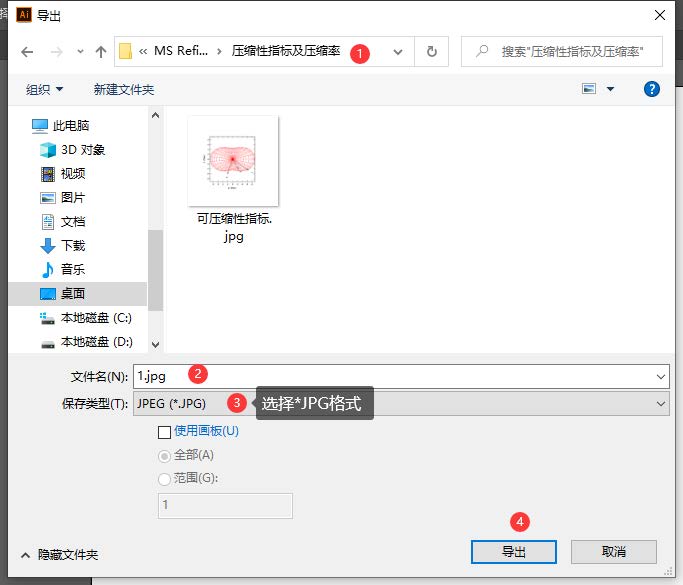 Ai 导出
« MS Refi... › 压缩性指标及压缩率 1
搜索"压缩性指标及压缩率"
组织 新建文件夹
?
此电脑
3D 对象
视频
图片
文档
下载
音乐
桌面
本地磁盘 (C:)
本地磁盘 (D:)
可压缩性指标.
jpg
文件名(N): 1.jpg 2
保存类型(T): JPEG (*.JPG) 3 选择*JPG格式
使用画板(U)
全部(A)
范围(G):
1
4
隐藏文件夹
导出 取消